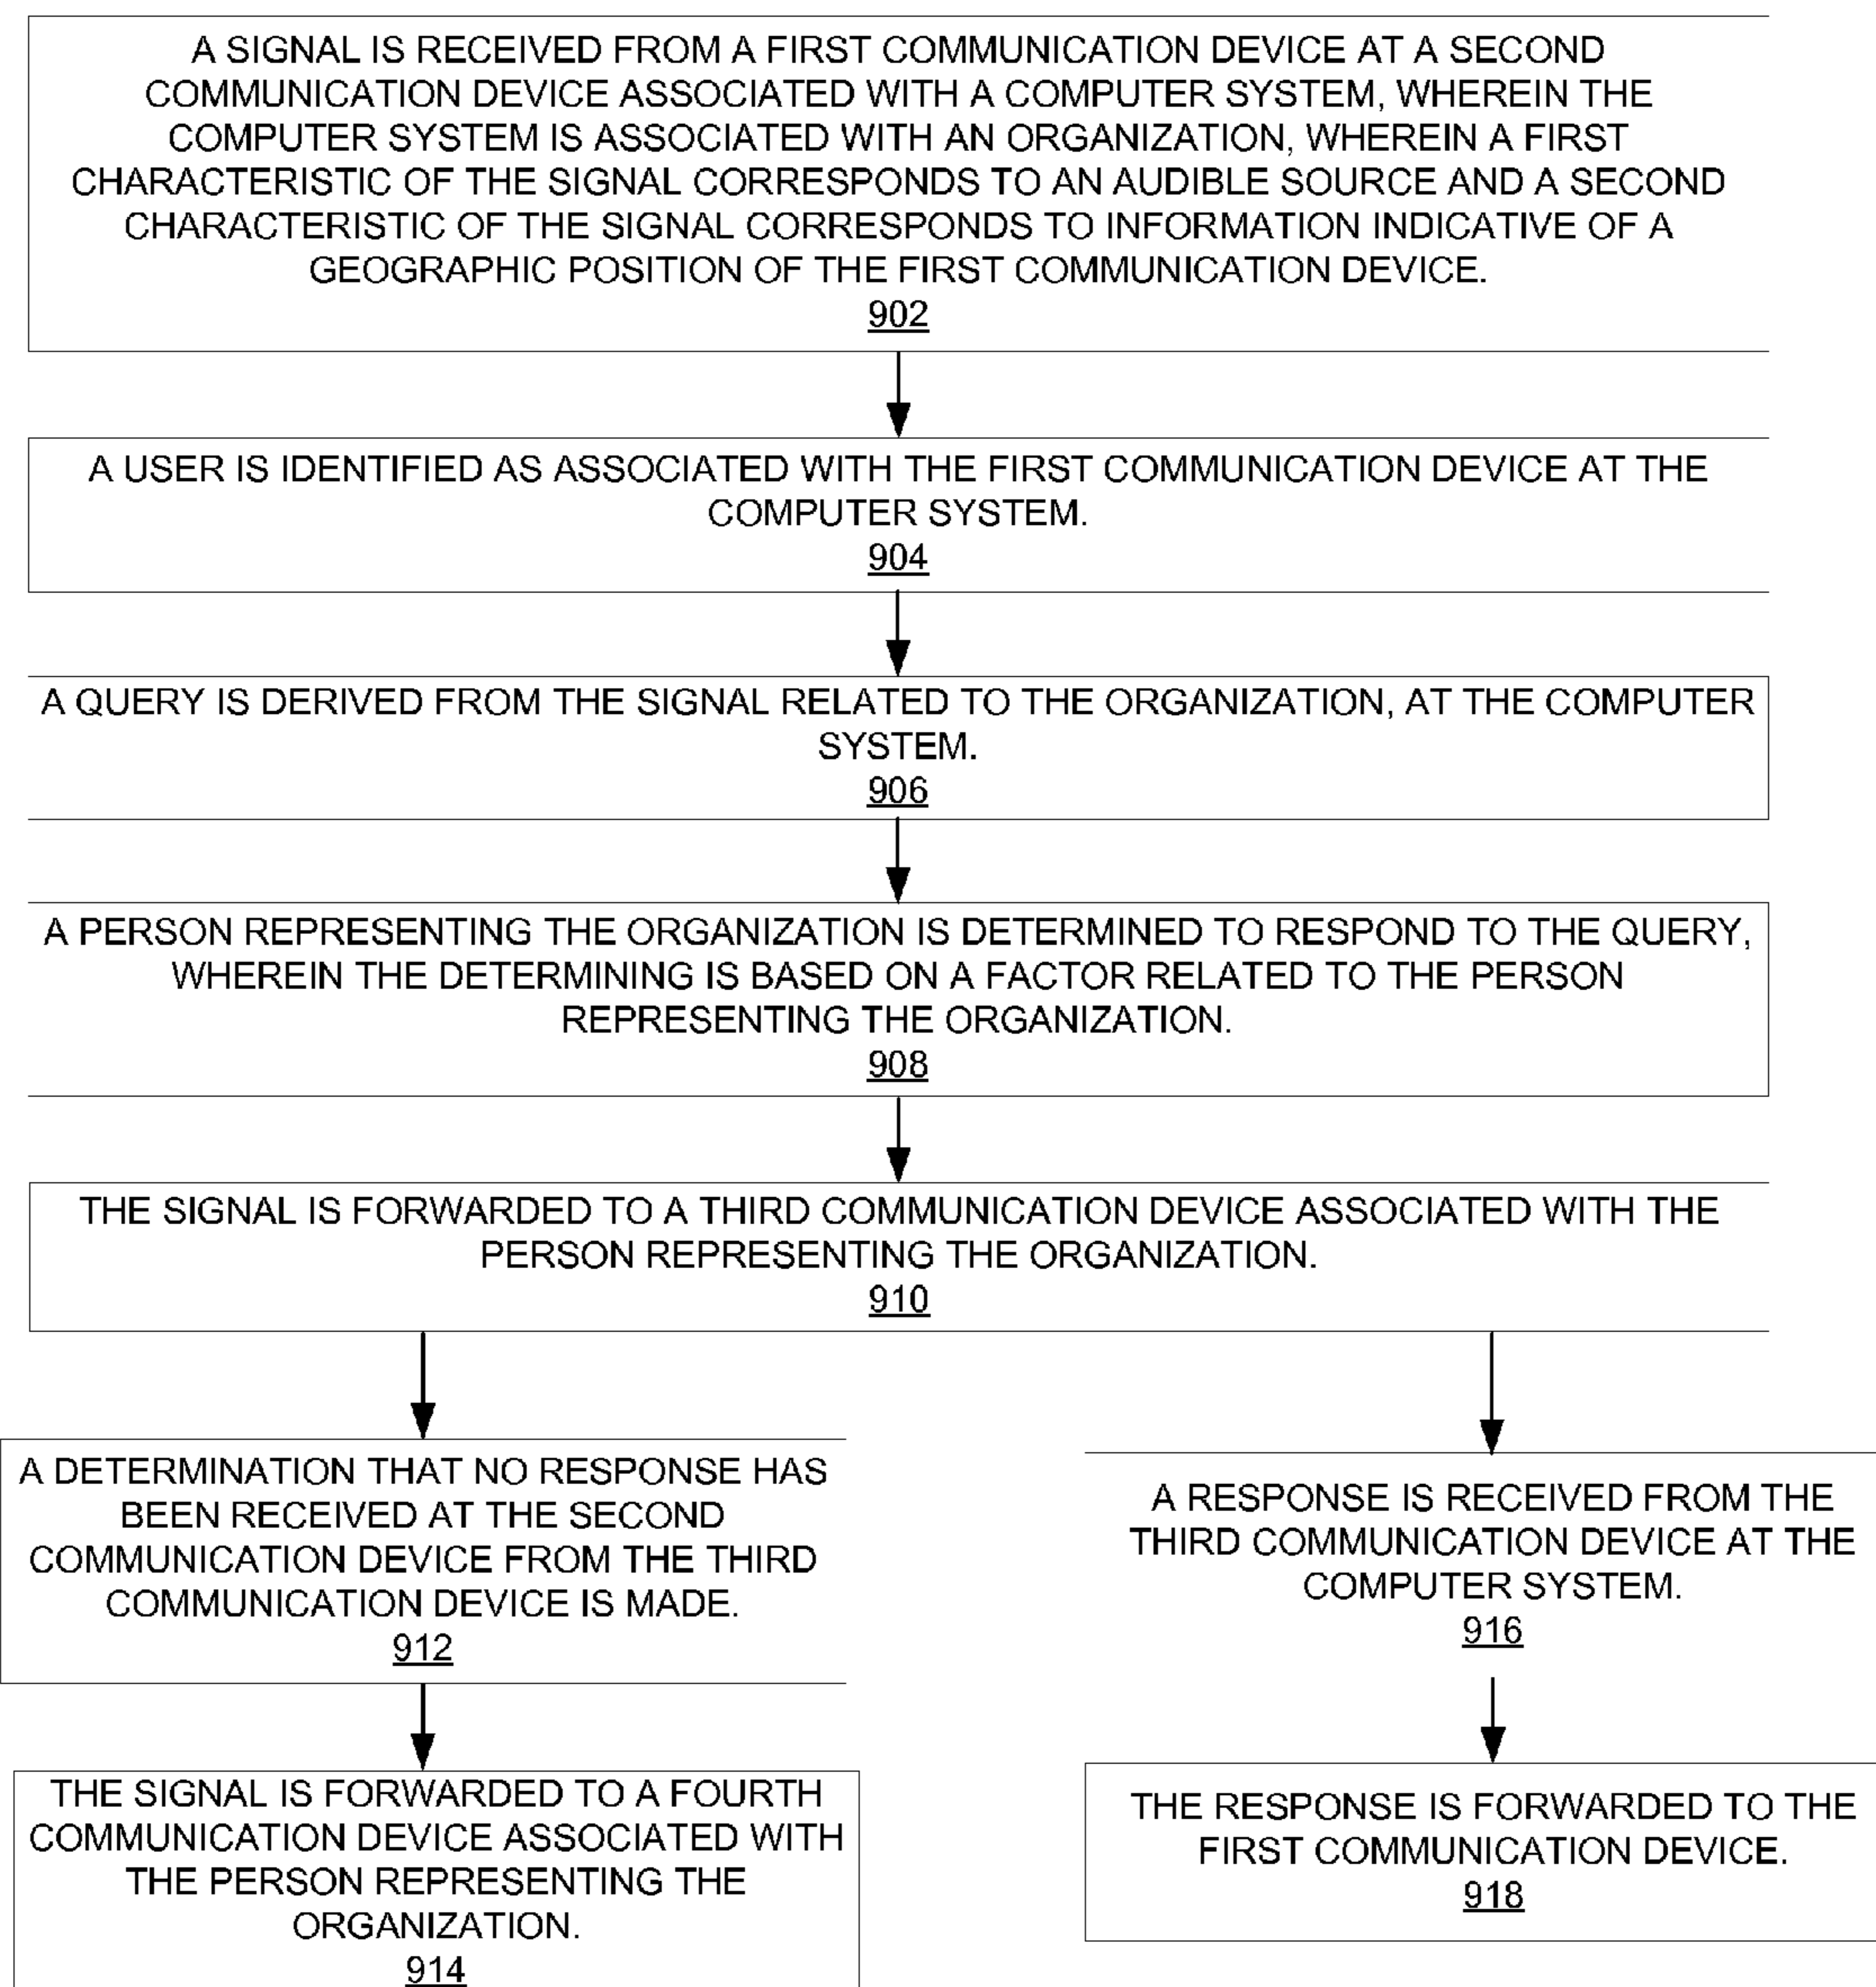 A SIGNAL IS RECEIVED FROM A FIRST COMMUNICATION DEVICE AT A SECOND
COMMUNICATION DEVICE ASSOCIATED WITH A COMPUTER SYSTEM, WHEREIN THE
COMPUTER SYSTEM IS ASSOCIATED WITH AN ORGANIZATION, WHEREIN A FIRST
CHARACTERISTIC OF THE SIGNAL CORRESPONDS TO AN AUDIBLE SOURCE AND A SECOND
CHARACTERISTIC OF THE SIGNAL CORRESPONDS TO INFORMATION INDICATIVE OF A
GEOGRAPHIC POSITION OF THE FIRST COMMUNICATION DEVICE.
902
A USER IS IDENTIFIED AS ASSOCIATED WITH THE FIRST COMMUNICATION DEVICE AT THE
COMPUTER SYSTEM.
904
A QUERY IS DERIVED FROM THE SIGNAL RELATED TO THE ORGANIZATION, AT THE COMPUTER
SYSTEM.
906
A PERSON REPRESENTING THE ORGANIZATION IS DETERMINED TO RESPOND TO THE QUERY,
WHEREIN THE DETERMINING IS BASED ON A FACTOR RELATED TO THE PERSON
REPRESENTING THE ORGANIZATION.
908
THE SIGNAL IS FORWARDED TO A THIRD COMMUNICATION DEVICE ASSOCIATED WITH THE
PERSON REPRESENTING THE ORGANIZATION.
910
A DETERMINATION THAT NO RESPONSE HAS
BEEN RECEIVED AT THE SECOND
COMMUNICATION DEVICE FROM THE THIRD
COMMUNICATION DEVICE IS MADE.
912
THE SIGNAL IS FORWARDED TO A FOURTH
COMMUNICATION DEVICE ASSOCIATED WITH
THE PERSON REPRESENTING THE
ORGANIZATION.
914
A RESPONSE IS RECEIVED FROM THE
THIRD COMMUNICATION DEVICE AT THE
COMPUTER SYSTEM.
916
THE RESPONSE IS FORWARDED TO THE
FIRST COMMUNICATION DEVICE.
918